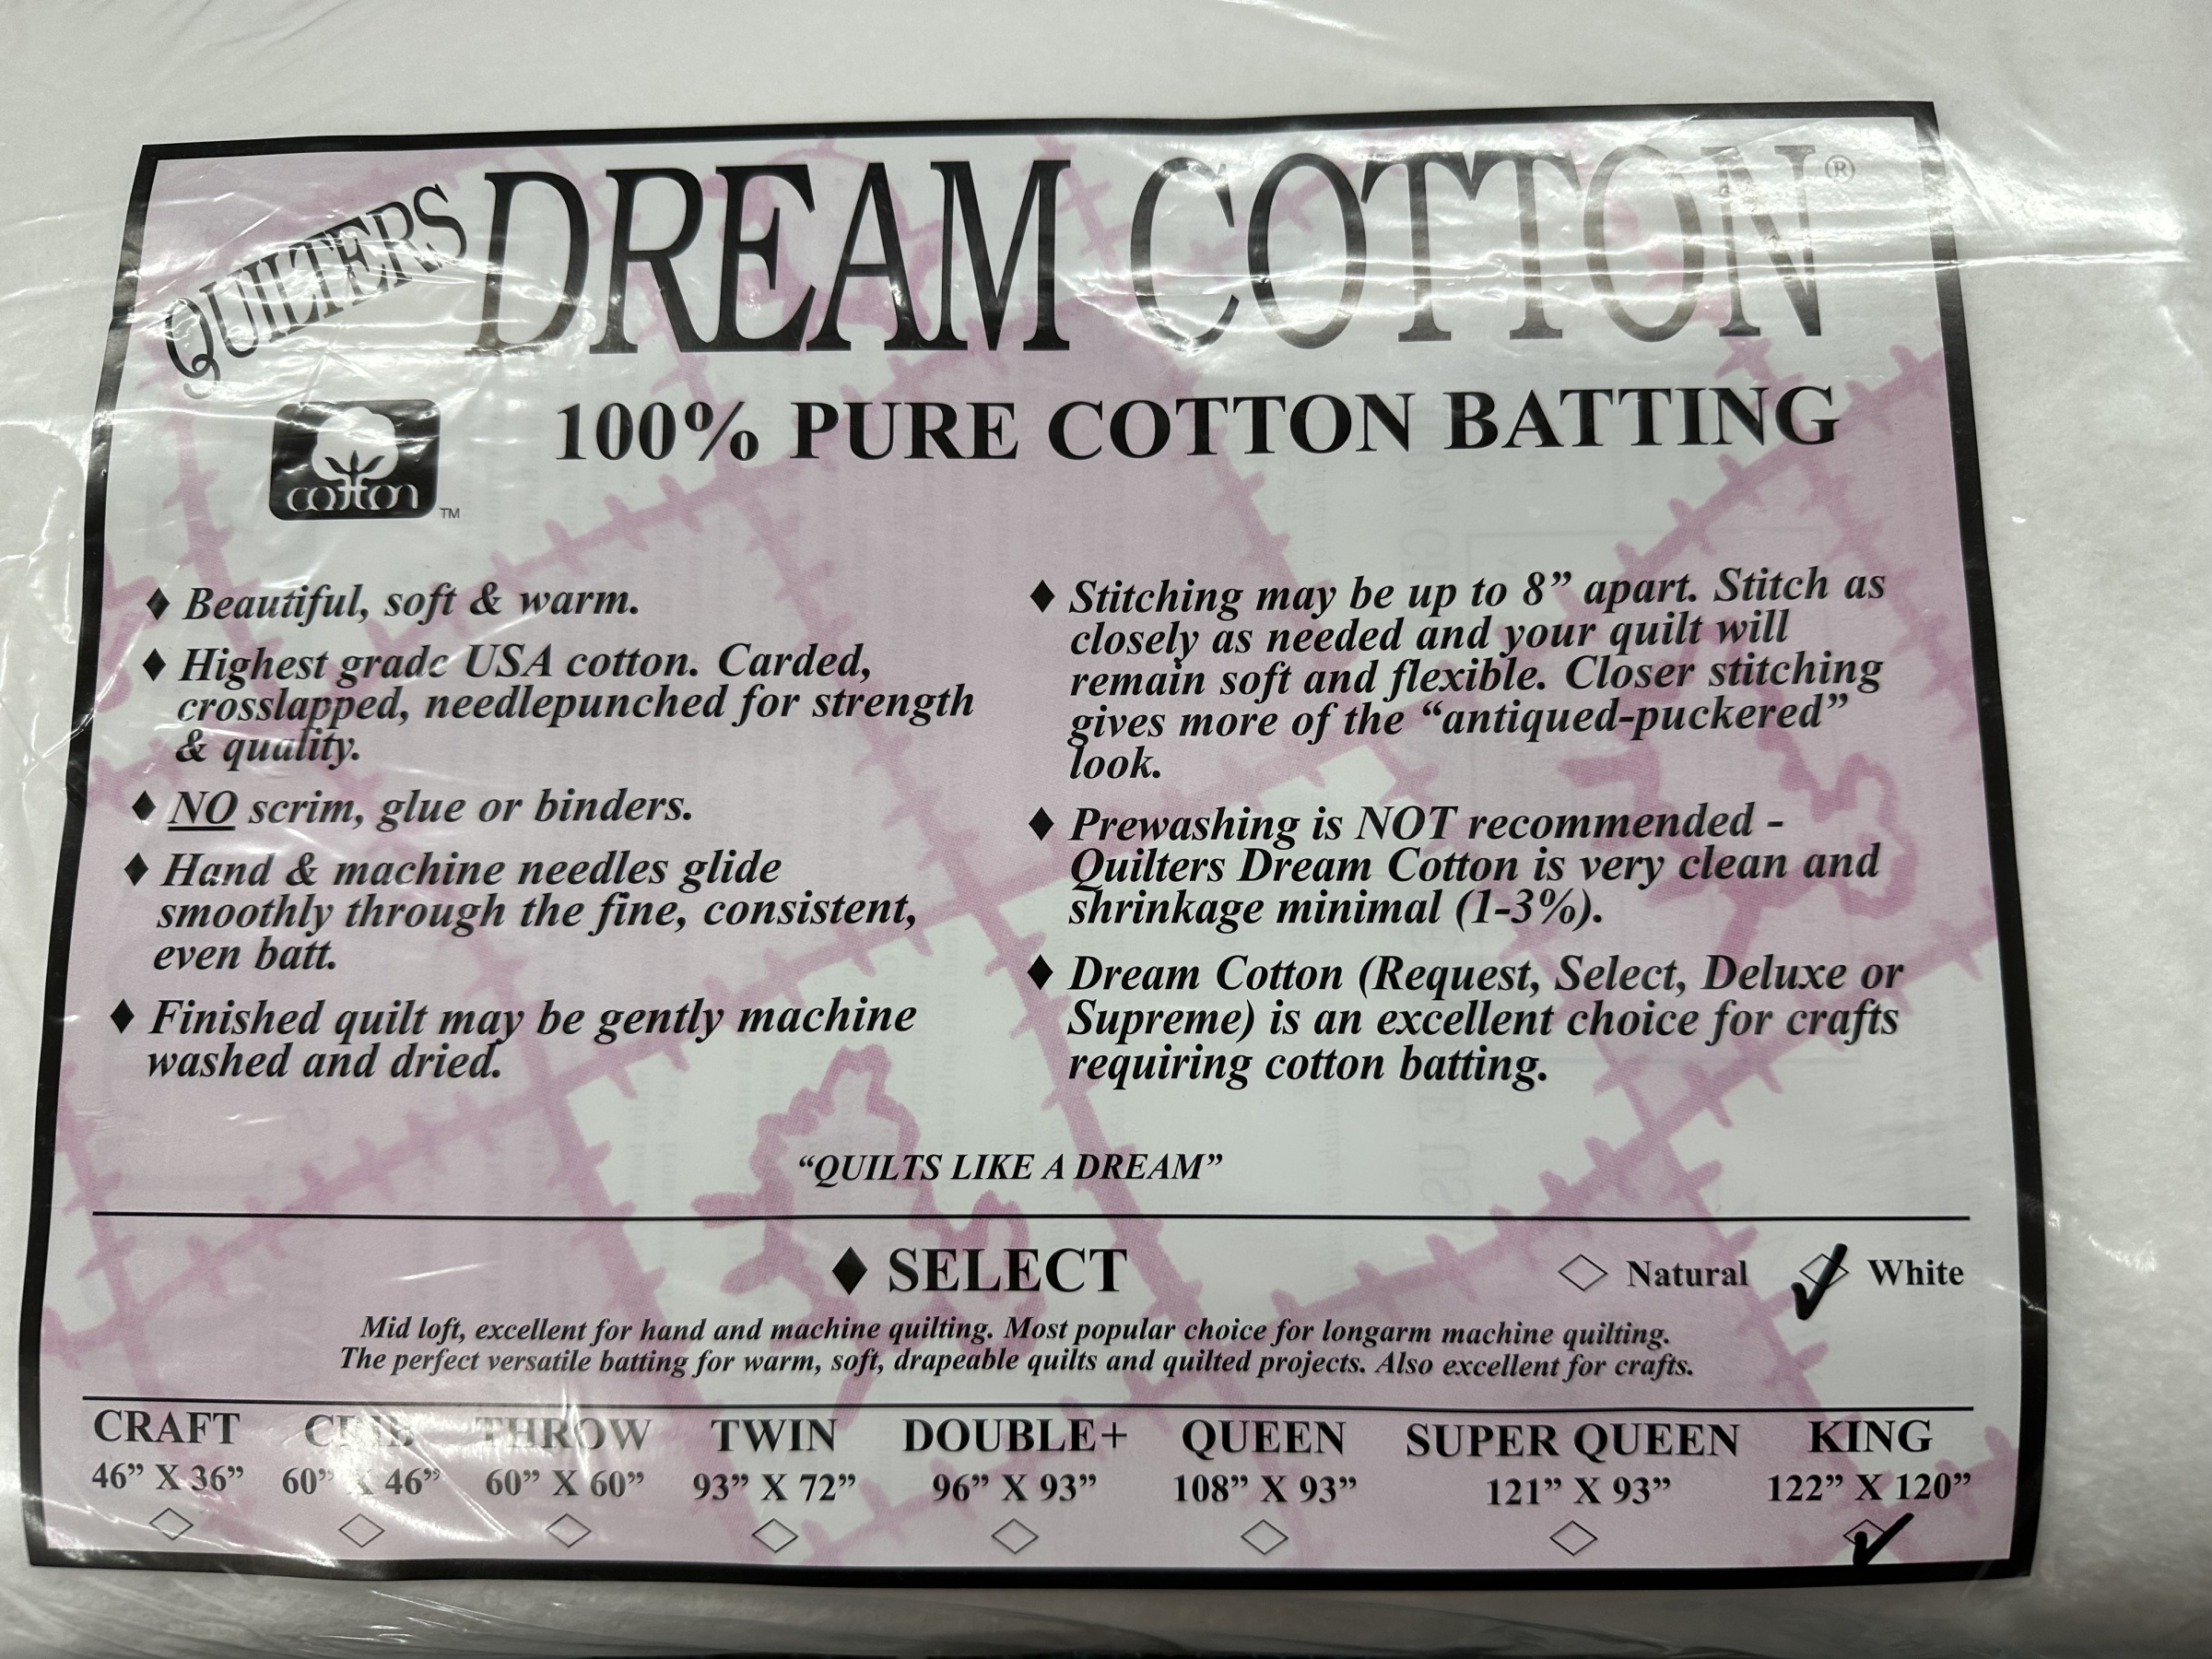 QUILTERS DREAM COTTON®
100% PURE COTTON BATTING
cotton ™
♦ Beautiful, soft & warm.
♦ Highest grade USA cotton. Carded,
crosslapped, needlepunched for strength
& quality.
♦ NO scrim, glue or binders.
♦ Hand & machine needles glide
smoothly through the fine, consistent,
even batt.
♦ Finished quilt may be gently machine
washed and dried.
♦ Stitching may be up to 8” apart. Stitch as
closely as needed and your quilt will
remain soft and flexible. Closer stitching
gives more of the “antiqued-puckered”
look.
♦ Prewashing is NOT recommended -
Quilters Dream Cotton is very clean and
shrinkage minimal (1-3%).
♦ Dream Cotton (Request, Select, Deluxe or
Supreme) is an excellent choice for crafts
requiring cotton batting.
“QUILTS LIKE A DREAM”
♦ SELECT
Natural White
Mid loft, excellent for hand and machine quilting. Most popular choice for longarm machine quilting.
The perfect versatile batting for warm, soft, drapeable quilts and quilted projects. Also excellent for crafts.
CRAFT CRIB THROW TWIN DOUBLE+ QUEEN SUPER QUEEN KING
46” X 36” 60” X 46” 60” X 60” 93” X 72” 96” X 93” 108” X 93” 121” X 93” 122” X 120”